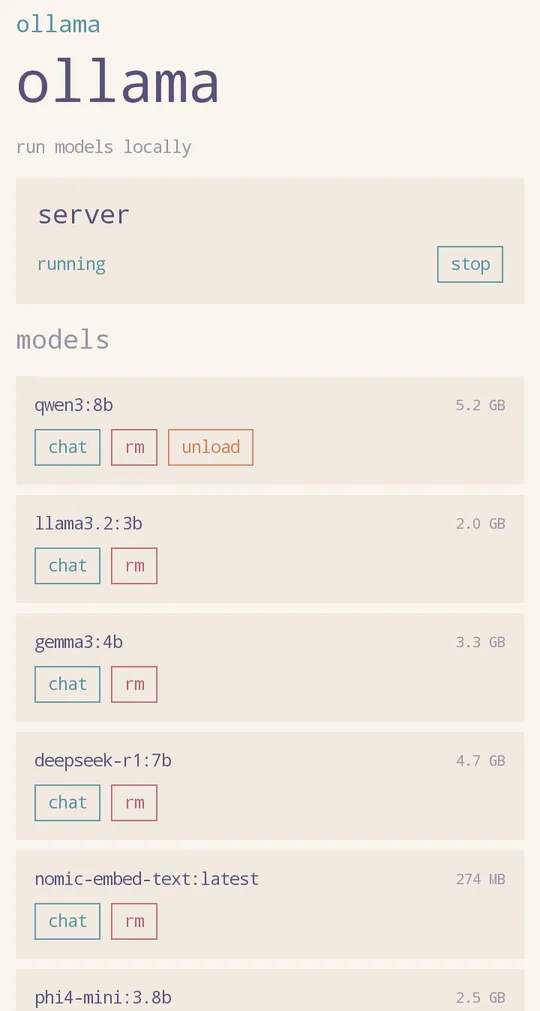 ollama
ollama
run models locally
server
running stop
models
qwen3:8b 5.2 GB
chat rm unload
llama3.2:3b 2.0 GB
chat rm
gemma3:4b 3.3 GB
chat rm
deepseek-r1:7b 4.7 GB
chat rm
nomic-embed-text:latest 274 MB
chat rm
phi4-mini:3.8b 2.5 GB